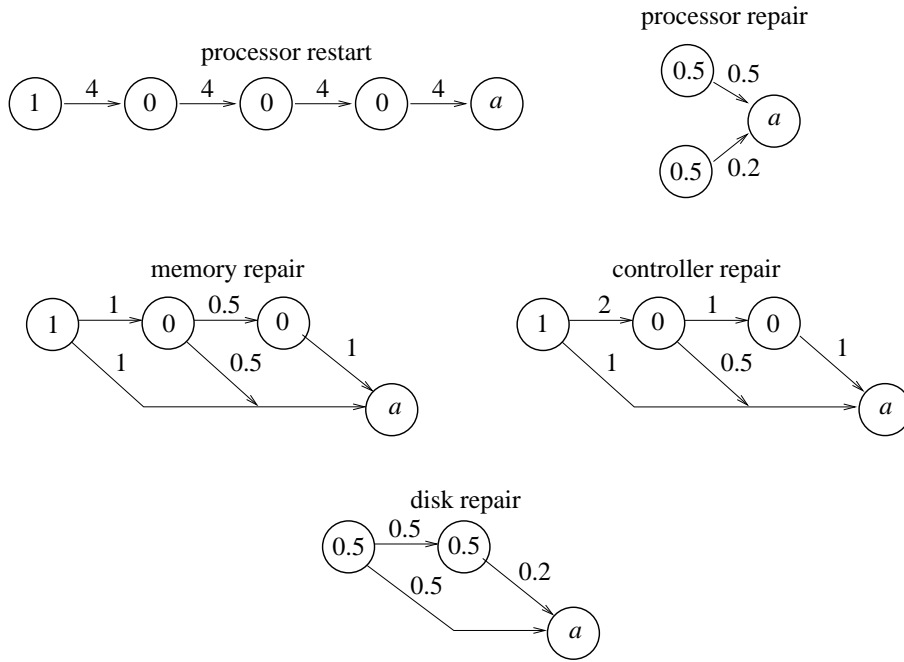 processor restart
1 4 0 4 0 4 0 4 a
processor repair
0.5 0.5
a
0.5 0.2
memory repair
1 1 0 0.5 0
1 0.5 1
a
controller repair
1 2 0 1 0
1 0.5 1
a
disk repair
0.5 0.5 0.5
0.5 0.2
a